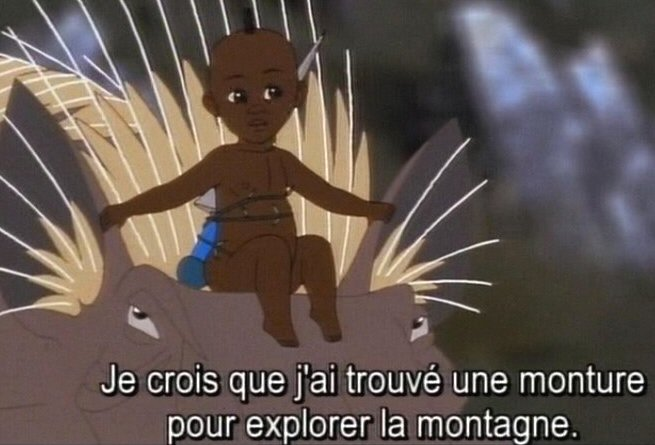 Je crois que j'ai trouvé une monture
pour explorer la montagne.